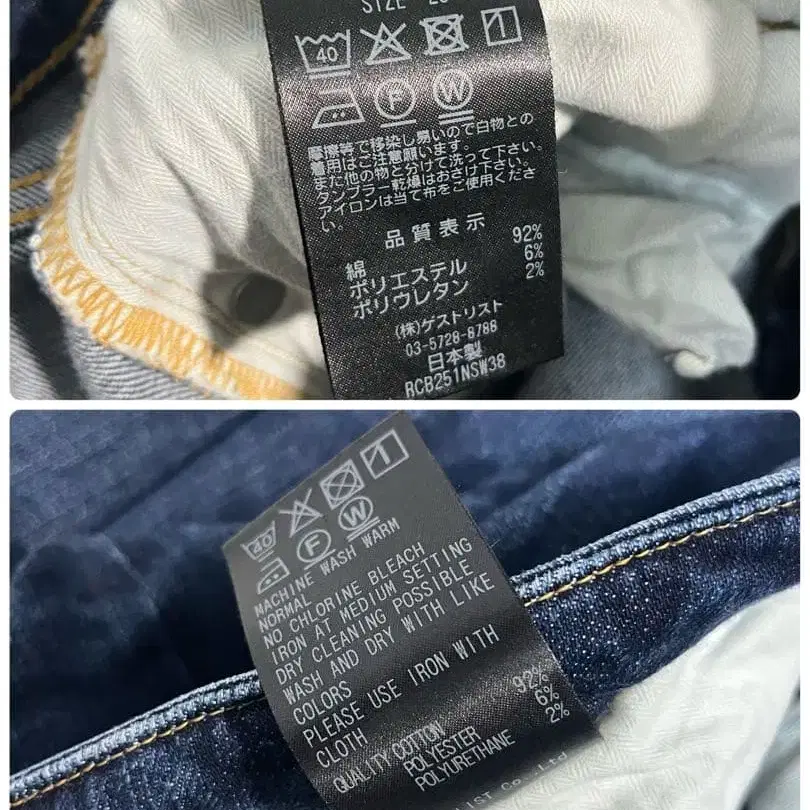 SIZE
40
1
F
W
摩擦等で移染し易いので白物との
着用はご注意願います。
また他の物と分けて洗って下さい。
タンブラー乾燥はおさけ下さい。
アイロンは当て布をご使用くださ
い。
品質表示
綿 92%
ポリエステル 6%
ポリウレタン 2%
(株)ゲストリスト
03-5728-8788
日本製
RCB251NSW38
40
1
F
W
MACHINE WASH WARM
NORMAL
NO CHLORINE BLEACH
IRON AT MEDIUM SETTING
DRY CLEANING POSSIBLE
WASH AND DRY WITH LIKE
COLORS
PLEASE USE IRON WITH
CLOTH
QUALITY COTTON 92%
POLYESTER 6%
POLYURETHANE 2%
LIST Co.,Ltd